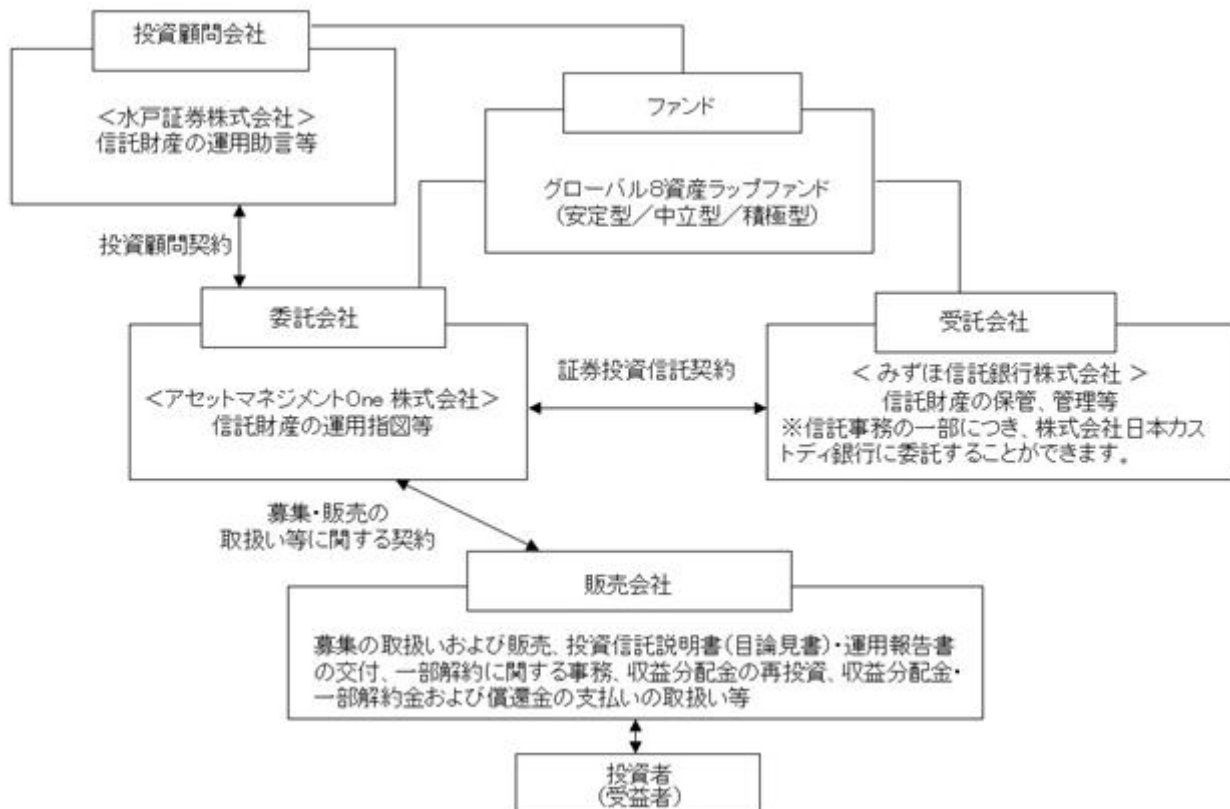 投資顧問会社
<水戸証券株式会社>
信託財産の運用助言等
ファンド
グローバル8資産ラップファンド
(安定型/中立型/積極型)
投資顧問契約
委託会社
<アセットマネジメントOne 株式会社>
信託財産の運用指図等
証券投資信託契約
受託会社
< みずほ信託銀行株式会社 >
信託財産の保管、管理等
※信託事務の一部につき、株式会社日本カス
トディ銀行に委託することができます。
募集・販売の
取扱い等に関する契約
販売会社
募集の取扱いおよび販売、投資信託説明書(目論見書)・運用報告書
の交付、一部解約に関する事務、収益分配金の再投資、収益分配金・
一部解約金および償還金の支払いの取扱い等
投資者
(受益者)